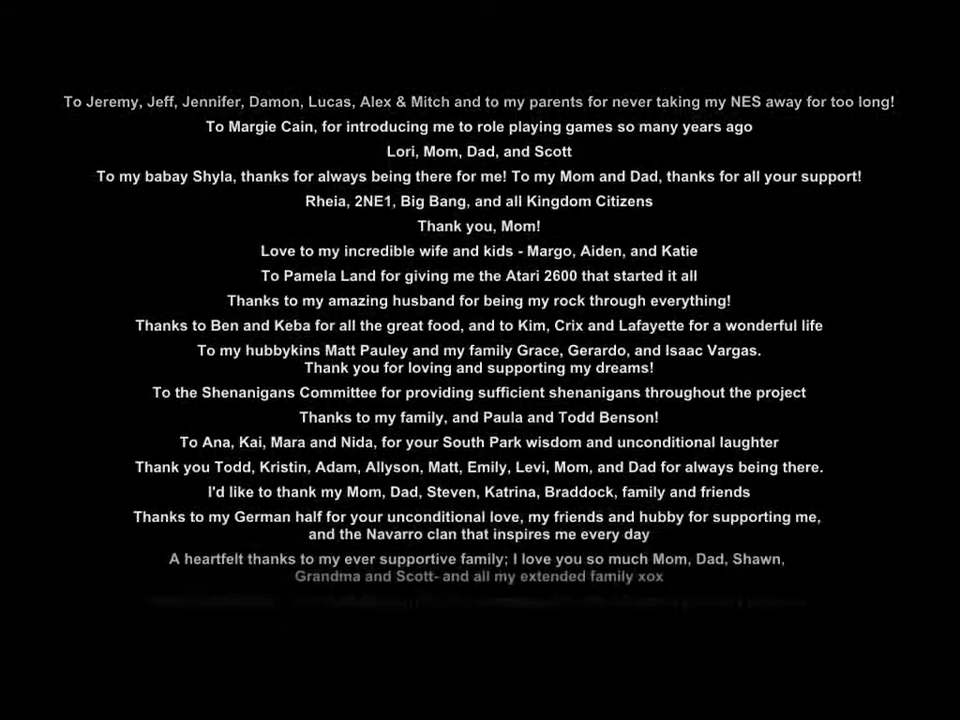 To Jeremy, Jeff, Jennifer, Damon, Lucas, Alex & Mitch and to my parents for never taking my NES away for too long!
To Margie Cain, for introducing me to role playing games so many years ago
Lori, Mom, Dad, and Scott
To my babay Shyla, thanks for always being there for me! To my Mom and Dad, thanks for all your support!
Rheia, 2NE1, Big Bang, and all Kingdom Citizens
Thank you, Mom!
Love to my incredible wife and kids - Margo, Aiden, and Katie
To Pamela Land for giving me the Atari 2600 that started it all
Thanks to my amazing husband for being my rock through everything!
Thanks to Ben and Keba for all the great food, and to Kim, Crix and Lafayette for a wonderful life
To my hubbykins Matt Pauley and my family Grace, Gerardo, and Isaac Vargas.
Thank you for loving and supporting my dreams!
To the Shenanigans Committee for providing sufficient shenanigans throughout the project
Thanks to my family, and Paula and Todd Benson!
To Ana, Kai, Mara and Nida, for your South Park wisdom and unconditional laughter
Thank you Todd, Kristin, Adam, Allyson, Matt, Emily, Levi, Mom, and Dad for always being there.
I'd like to thank my Mom, Dad, Steven, Katrina, Braddock, family and friends
Thanks to my German half for your unconditional love, my friends and hubby for supporting me,
and the Navarro clan that inspires me every day
A heartfelt thanks to my ever supportive family; I love you so much Mom, Dad, Shawn,
Grandma and Scott- and all my extended family xox